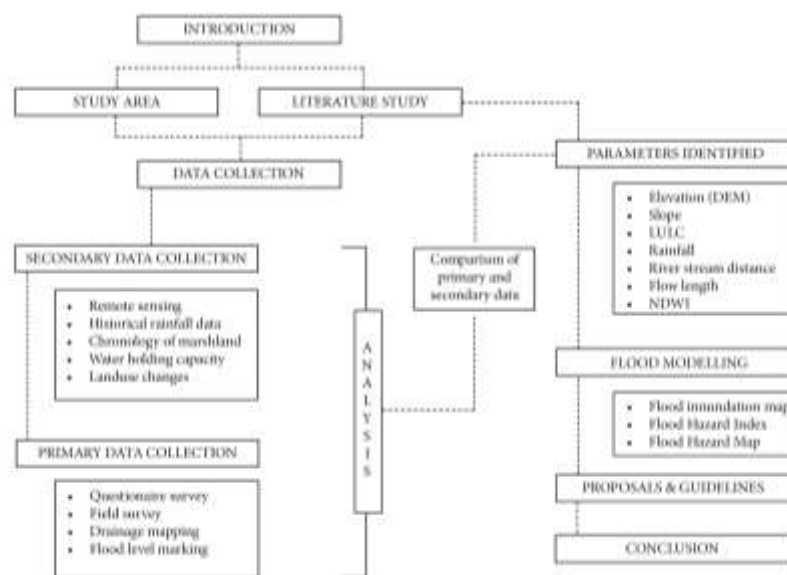 INTRODUCTION
STUDY AREA
LITERATURE STUDY
DATA COLLECTION
SECONDARY DATA COLLECTION
• Remote sensing
• Historical rainfall data
• Chronology of marshland
• Water holding capacity
• Landuse changes
PRIMARY DATA COLLECTION
• Questionaire survey
• Field survey
• Drainage mapping
• Flood level marking
ANALYSIS
Comparison of
primary and
secondary data
PARAMETERS IDENTIFIED
• Elevation (DEM)
• Slope
• LULC
• Rainfall
• River stream distance
• Flow length
• NDWI
FLOOD MODELLING
• Flood innundation map
• Flood Hazard Index
• Flood Hazard Map
PROPOSALS & GUIDELINES
CONCLUSION